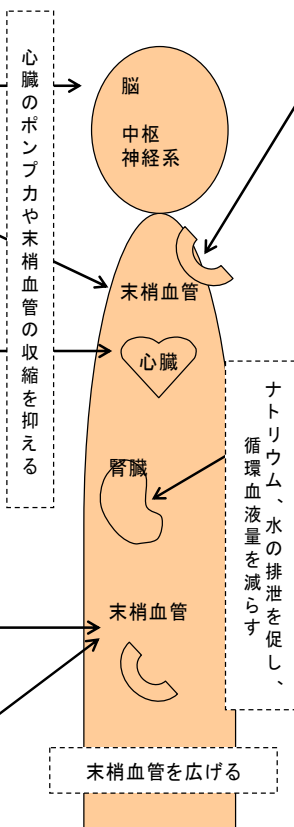 心臓のポンプ力や末梢血管の収縮を抑える
脳
中枢
神経系
末梢血管
心臓
腎臓
ナトリウム、水の排泄を促し、
循環血液量を減らす
末梢血管
末梢血管を広げる